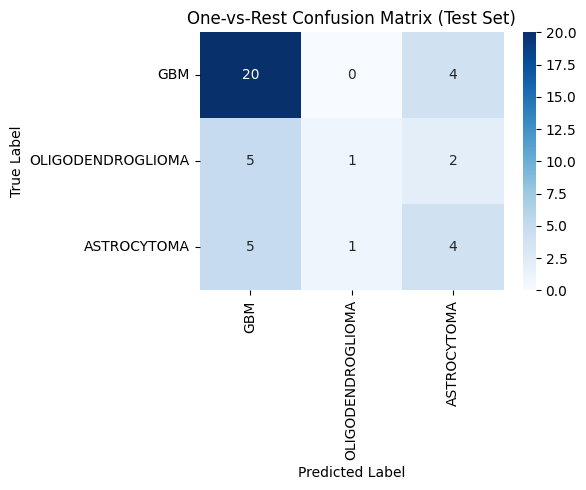 One-vs-Rest Confusion Matrix (Test Set)
True Label
GBM 20 0 4
OLIGODENDROGLIOMA 5 1 2
ASTROCYTOMA 5 1 4
GBM OLIGODENDROGLIOMA ASTROCYTOMA
Predicted Label
20.0
17.5
15.0
12.5
10.0
7.5
5.0
2.5
0.0